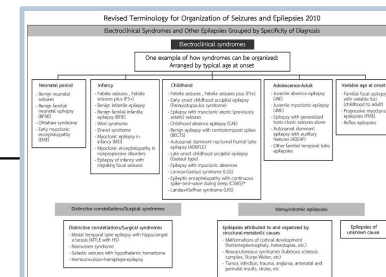 Revised Terminology for Organization of Seizures and Epilepsies 2010
Electroclinical Syndromes and Other Epilepsies Grouped by Specificity of Diagnosis
Electroclinical syndromes
One example of how syndromes can be organized:
Arranged by typical age at onset
Neonatal period
- Benign neonatal
seizures
- Benign familial
neonatal epilepsy
(BFNE)
- Ohtahara syndrome
- Early myoclonic
encephalopathy
(EME)
Infancy
- Febrile seizures, Febrile
seizures plus (FS+)
- Benign infantile epilepsy
- Benign familial infantile
epilepsy (BFIE)
- West syndrome
- Dravet syndrome
- Myoclonic epilepsy in
infancy (MEI)
- Myoclonic encephalopathy in
nonprogressive disorders
- Epilepsy of infancy with
migrating focal seizures
Childhood
- Febrile seizures, Febrile seizures plus (FS+)
- Early onset childhood occipital epilepsy
(Panayiotopoulos syndrome)
- Epilepsy with myoclonic atonic (previously
astatic) seizures
- Childhood absence epilepsy (CAE)
- Benign epilepsy with centrotemporal spikes
(BECTS)
- Autosomal dominant nocturnal frontal lobe
epilepsy (ADNFLE)
- Late onset childhood occipital epilepsy
(Gastaut type)
- Epilepsy with myoclonic absences
- Lennox-Gastaut syndrome (LGS)
- Epileptic encephalopathy with continuous
spike-and-wave during sleep (CSWS)*
- Landau-Kleffner syndrome (LKS)
Adolescence-Adult
- Juvenile absence epilepsy
(JAE)
- Juvenile myoclonic epilepsy
(JME)
- Epilepsy with generalized
tonic-clonic seizures alone
- Autosomal dominant
epilepsy with auditory
features (ADEAF)
- Other familial temporal lobe
epilepsies
Variable age at onset
- Familial focal epilepsy
with variable foci
(childhood to adult)
- Progressive myoclonus
epilepsies (PME)
- Reflex epilepsies
Distinctive constellations/Surgical syndromes
Nonsyndromic epilepsies
Distinctive constellations/Surgical syndromes
- Mesial temporal lobe epilepsy with hippocampal
sclerosis (MTLE with HS)
- Rasmussen syndrome
- Gelastic seizures with hypothalamic hamartoma
- Hemiconvulsion-hemiplegia-epilepsy
Epilepsies attributed to and organized by
structural-metabolic causes
- Malformations of cortical development
(hemimegalencephaly, heterotopias, etc.)
- Neurocutaneous syndromes (tuberous sclerosis
complex, Sturge-Weber, etc)
- Tumor, infection, trauma, angioma, antenatal and
perinatal insults, stroke, etc
Epilepsies of
unknown cause